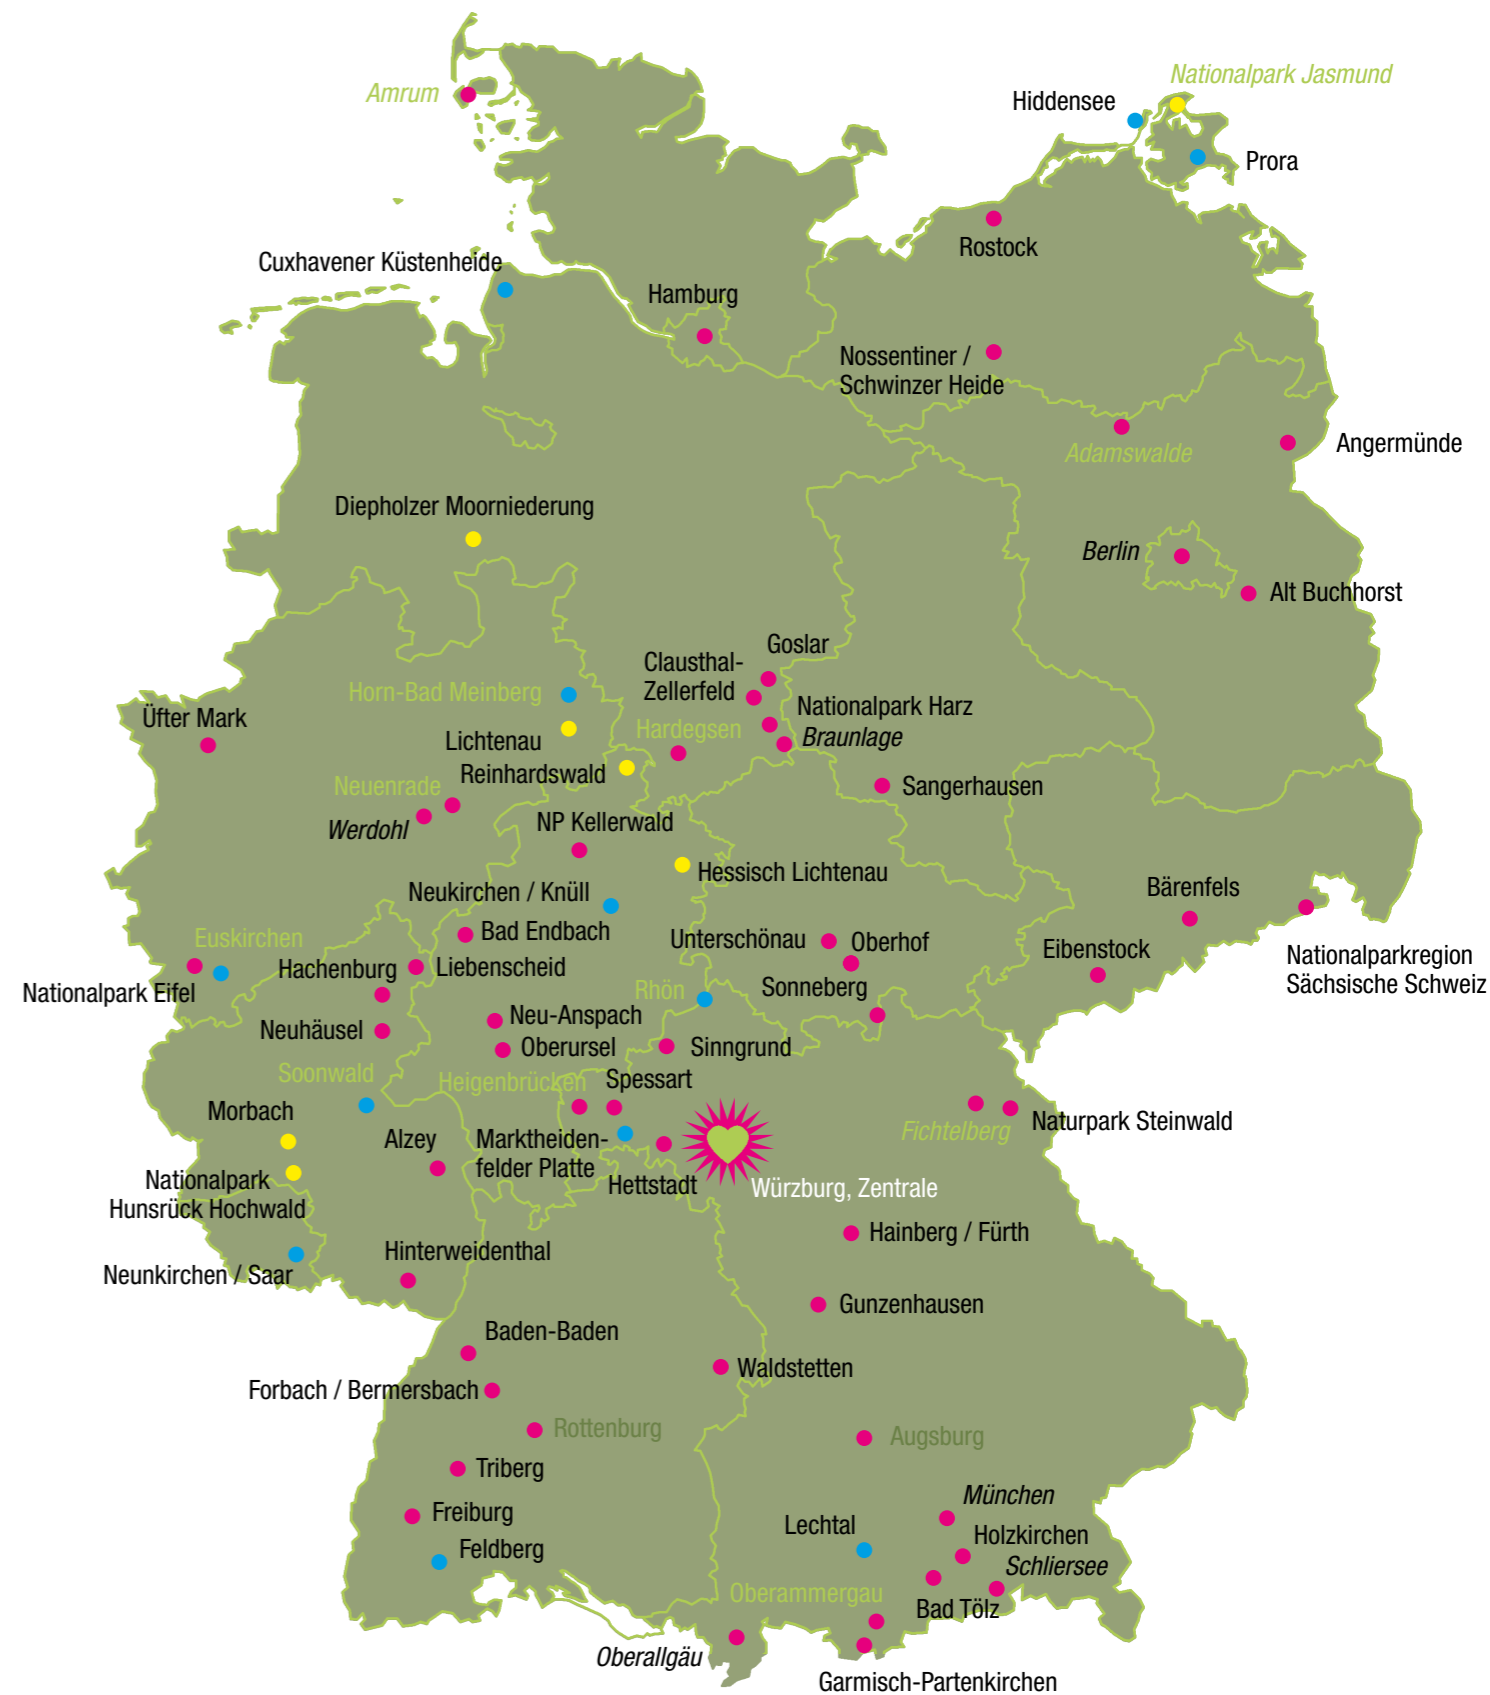 Nationalpark Jasmund
Amrum
Hiddensee
Prora
Rostock
Cuxhavener Küstenheide
Hamburg
Nossentiner /
Schwinzer Heide
Adamswalde
Angermünde
Diepholzer Moorniederung
Berlin
Alt Buchhorst
Goslar
Clausthal-
Zellerfeld
Horn-Bad Meinberg
Nationalpark Harz
Üfter Mark
Hardegsen
Braunlage
Lichtenau
Reinhardswald
Neuenrade
Sangerhausen
Werdohl
NP Kellerwald
Hessisch Lichtenau
Neukirchen / Knüll
Bärenfels
Bad Endbach
Euskirchen
Unterschönau
Oberhof
Eibenstock
Nationalparkregion
Sächsische Schweiz
Hachenburg
Liebenscheid
Nationalpark Eifel
Rhön
Sonneberg
Neu-Anspach
Neuhäusel
Oberursel
Sinngrund
Soonwald
Heigenbrücken
Spessart
Morbach
Naturpark Steinwald
Fichtelberg
Alzey
Marktheiden-
felder Platte
Nationalpark
Hunsrück Hochwald
Hettstadt
Würzburg, Zentrale
Hainberg / Fürth
Hinterweidenthal
Neunkirchen / Saar
Gunzenhausen
Baden-Baden
Waldstetten
Forbach / Bermersbach
Rottenburg
Augsburg
Triberg
München
Freiburg
Lechtal
Holzkirchen
Feldberg
Schliersee
Oberammergau
Bad Tölz
Oberallgäu
Garmisch-Partenkirchen